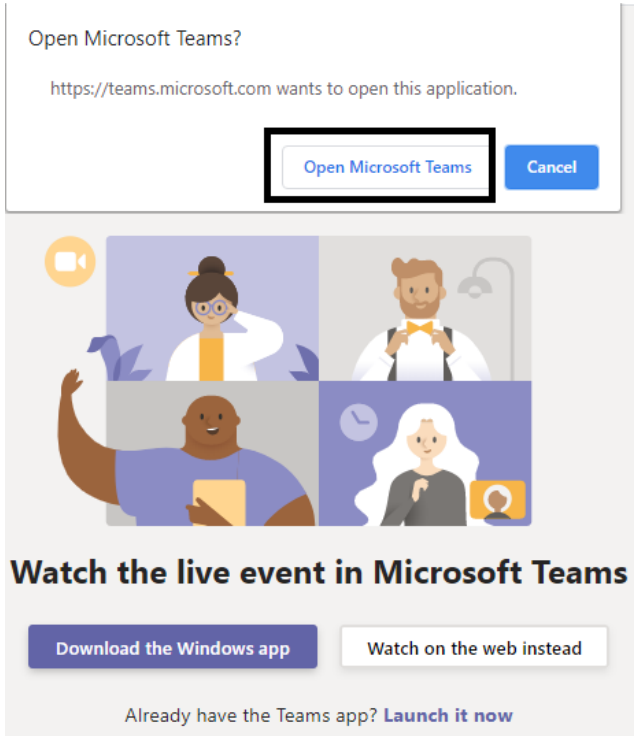 Open Microsoft Teams?
https://teams.microsoft.com wants to open this application.
Open Microsoft Teams
Cancel
Watch the live event in Microsoft Teams
Download the Windows app
Watch on the web instead
Already have the Teams app? Launch it now